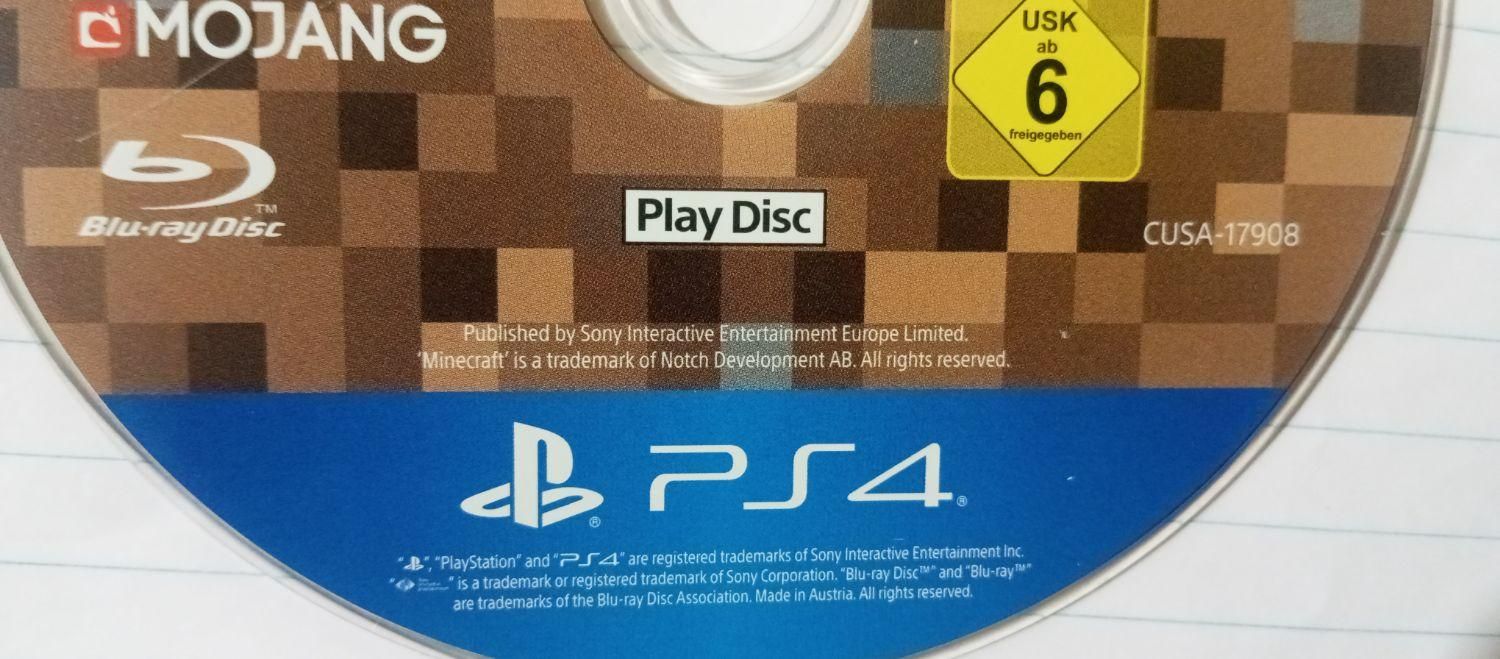 MOJANG
USK
ab
6
freigegeben
Blu-ray Disc™
Play Disc
CUSA-17908
Published by Sony Interactive Entertainment Europe Limited.
'Minecraft' is a trademark of Notch Development AB. All rights reserved.
PS4®
"", "PlayStation" and "PS4" are registered trademarks of Sony Interactive Entertainment Inc.
"" is a trademark or registered trademark of Sony Corporation. "Blu-ray Disc™" and "Blu-ray™"
are trademarks of the Blu-ray Disc Association. Made in Austria. All rights reserved.